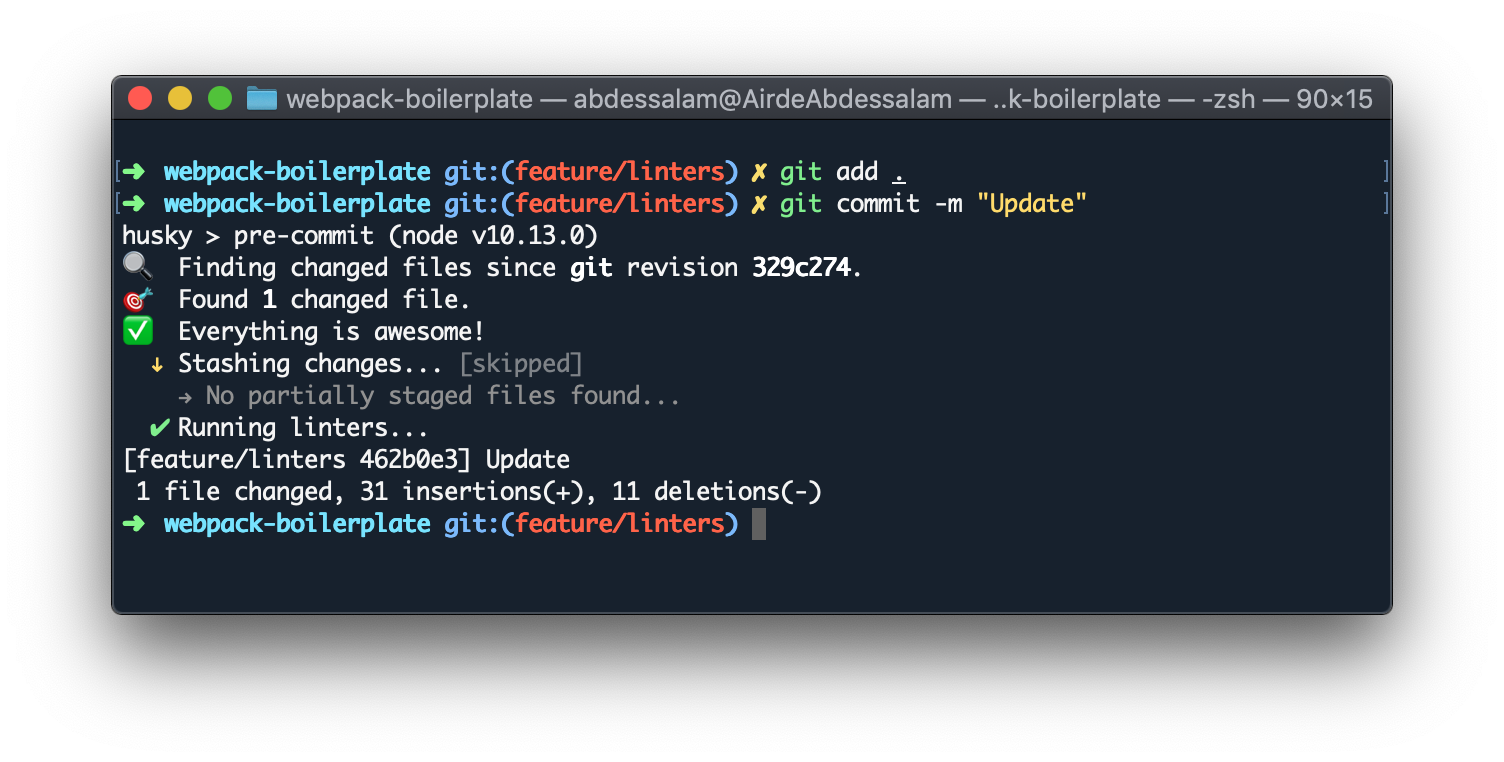 webpack-boilerplate — abdessalam@AirdeAbdessalam — ..k-boilerplate — -zsh — 90×15
[➜  webpack-boilerplate git:(feature/linters) ✗ git add . ]
[➜  webpack-boilerplate git:(feature/linters) ✗ git commit -m "Update" ]
husky > pre-commit (node v10.13.0)
🔍  Finding changed files since git revision 329c274.
🎯  Found 1 changed file.
✅  Everything is awesome!
  ↓ Stashing changes... [skipped]
    → No partially staged files found...
  ✔ Running linters...
[feature/linters 462b0e3] Update
 1 file changed, 31 insertions(+), 11 deletions(-)
➜  webpack-boilerplate git:(feature/linters)